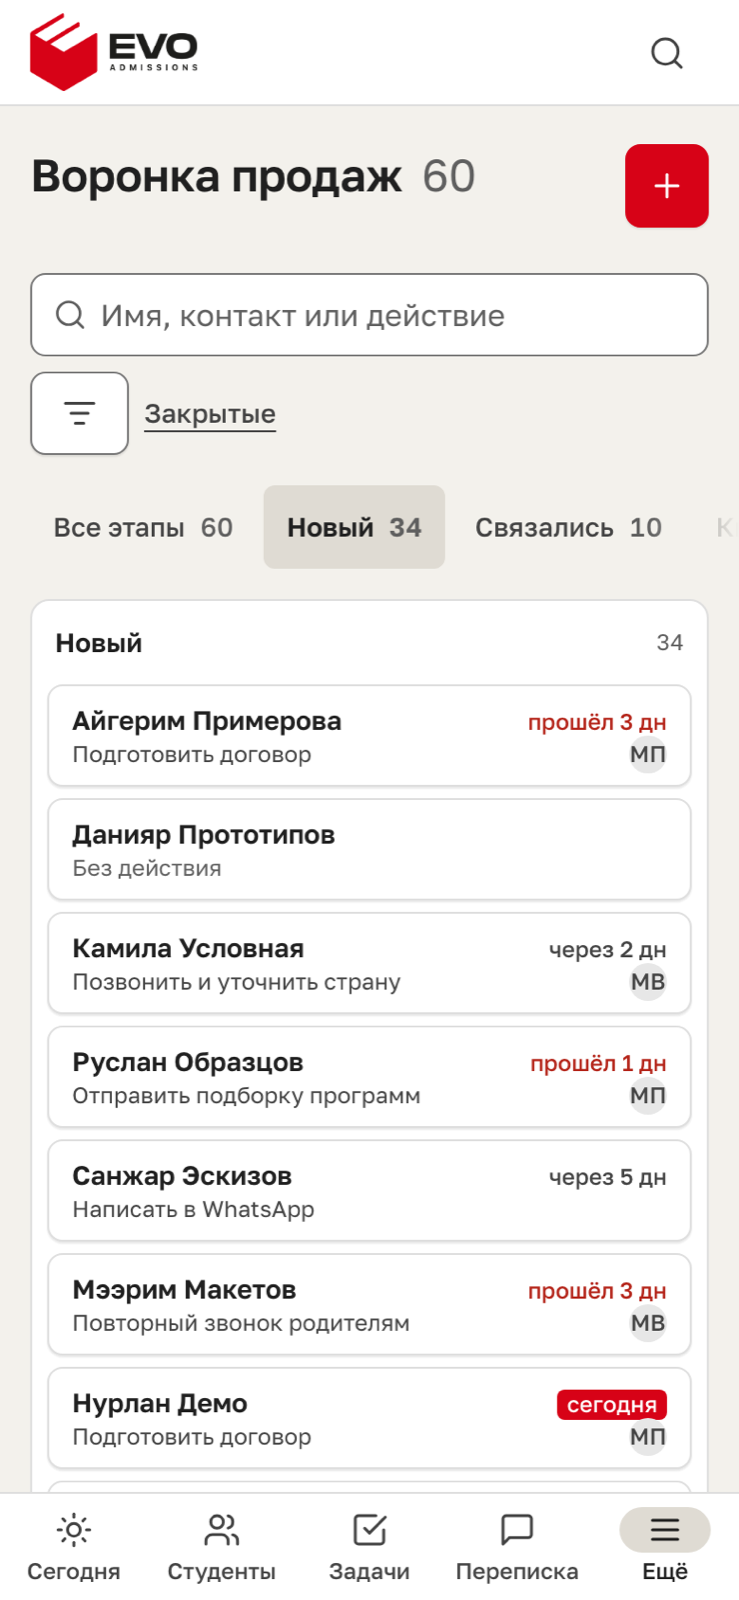 EVO
ADMISSIONS
Воронка продаж 60
Имя, контакт или действие
Закрытые
Все этапы 60 Новый 34 Связались 10
Новый 34
Айгерим Примерова прошёл 3 дн
Подготовить договор МП
Данияр Прототипов
Без действия
Камила Условная через 2 дн
Позвонить и уточнить страну МВ
Руслан Образцов прошёл 1 дн
Отправить подборку программ МП
Санжар Эскизов через 5 дн
Написать в WhatsApp
Мээрим Макетов прошёл 3 дн
Повторный звонок родителям МВ
Нурлан Демо сегодня
Подготовить договор МП
Сегодня Студенты Задачи Переписка Ещё